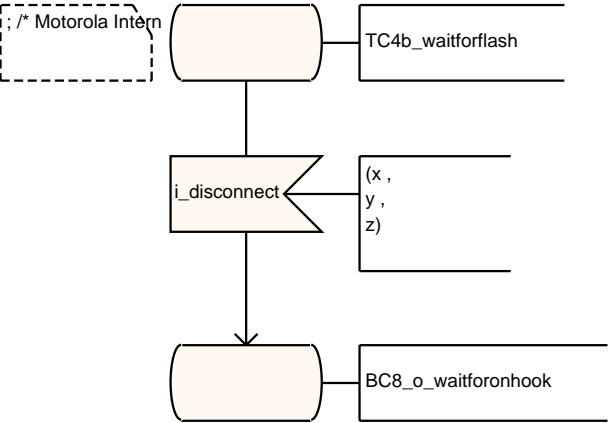 ; /* Motorola Intern
TC4b_waitforflash
i_disconnect
(x ,
y ,
z)
BC8_o_waitforonhook